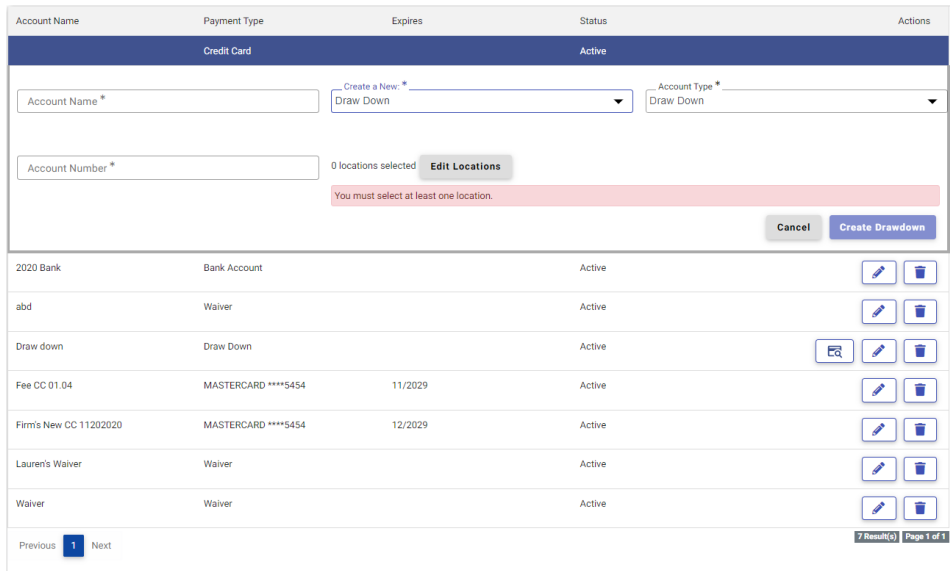 Account Name Payment Type Expires Status Actions
Credit Card Active
Create a New: * Account Type *
Account Name * Draw Down Draw Down
Account Number * 0 locations selected Edit Locations
You must select at least one location.
Cancel Create Drawdown
2020 Bank Bank Account Active
abd Waiver Active
Draw down Draw Down Active
Fee CC 01.04 MASTERCARD ****5454 11/2029 Active
Firm's New CC 11202020 MASTERCARD ****5454 12/2029 Active
Lauren's Waiver Waiver Active
Waiver Waiver Active
Previous 1 Next 7 Result(s) Page 1 of 1